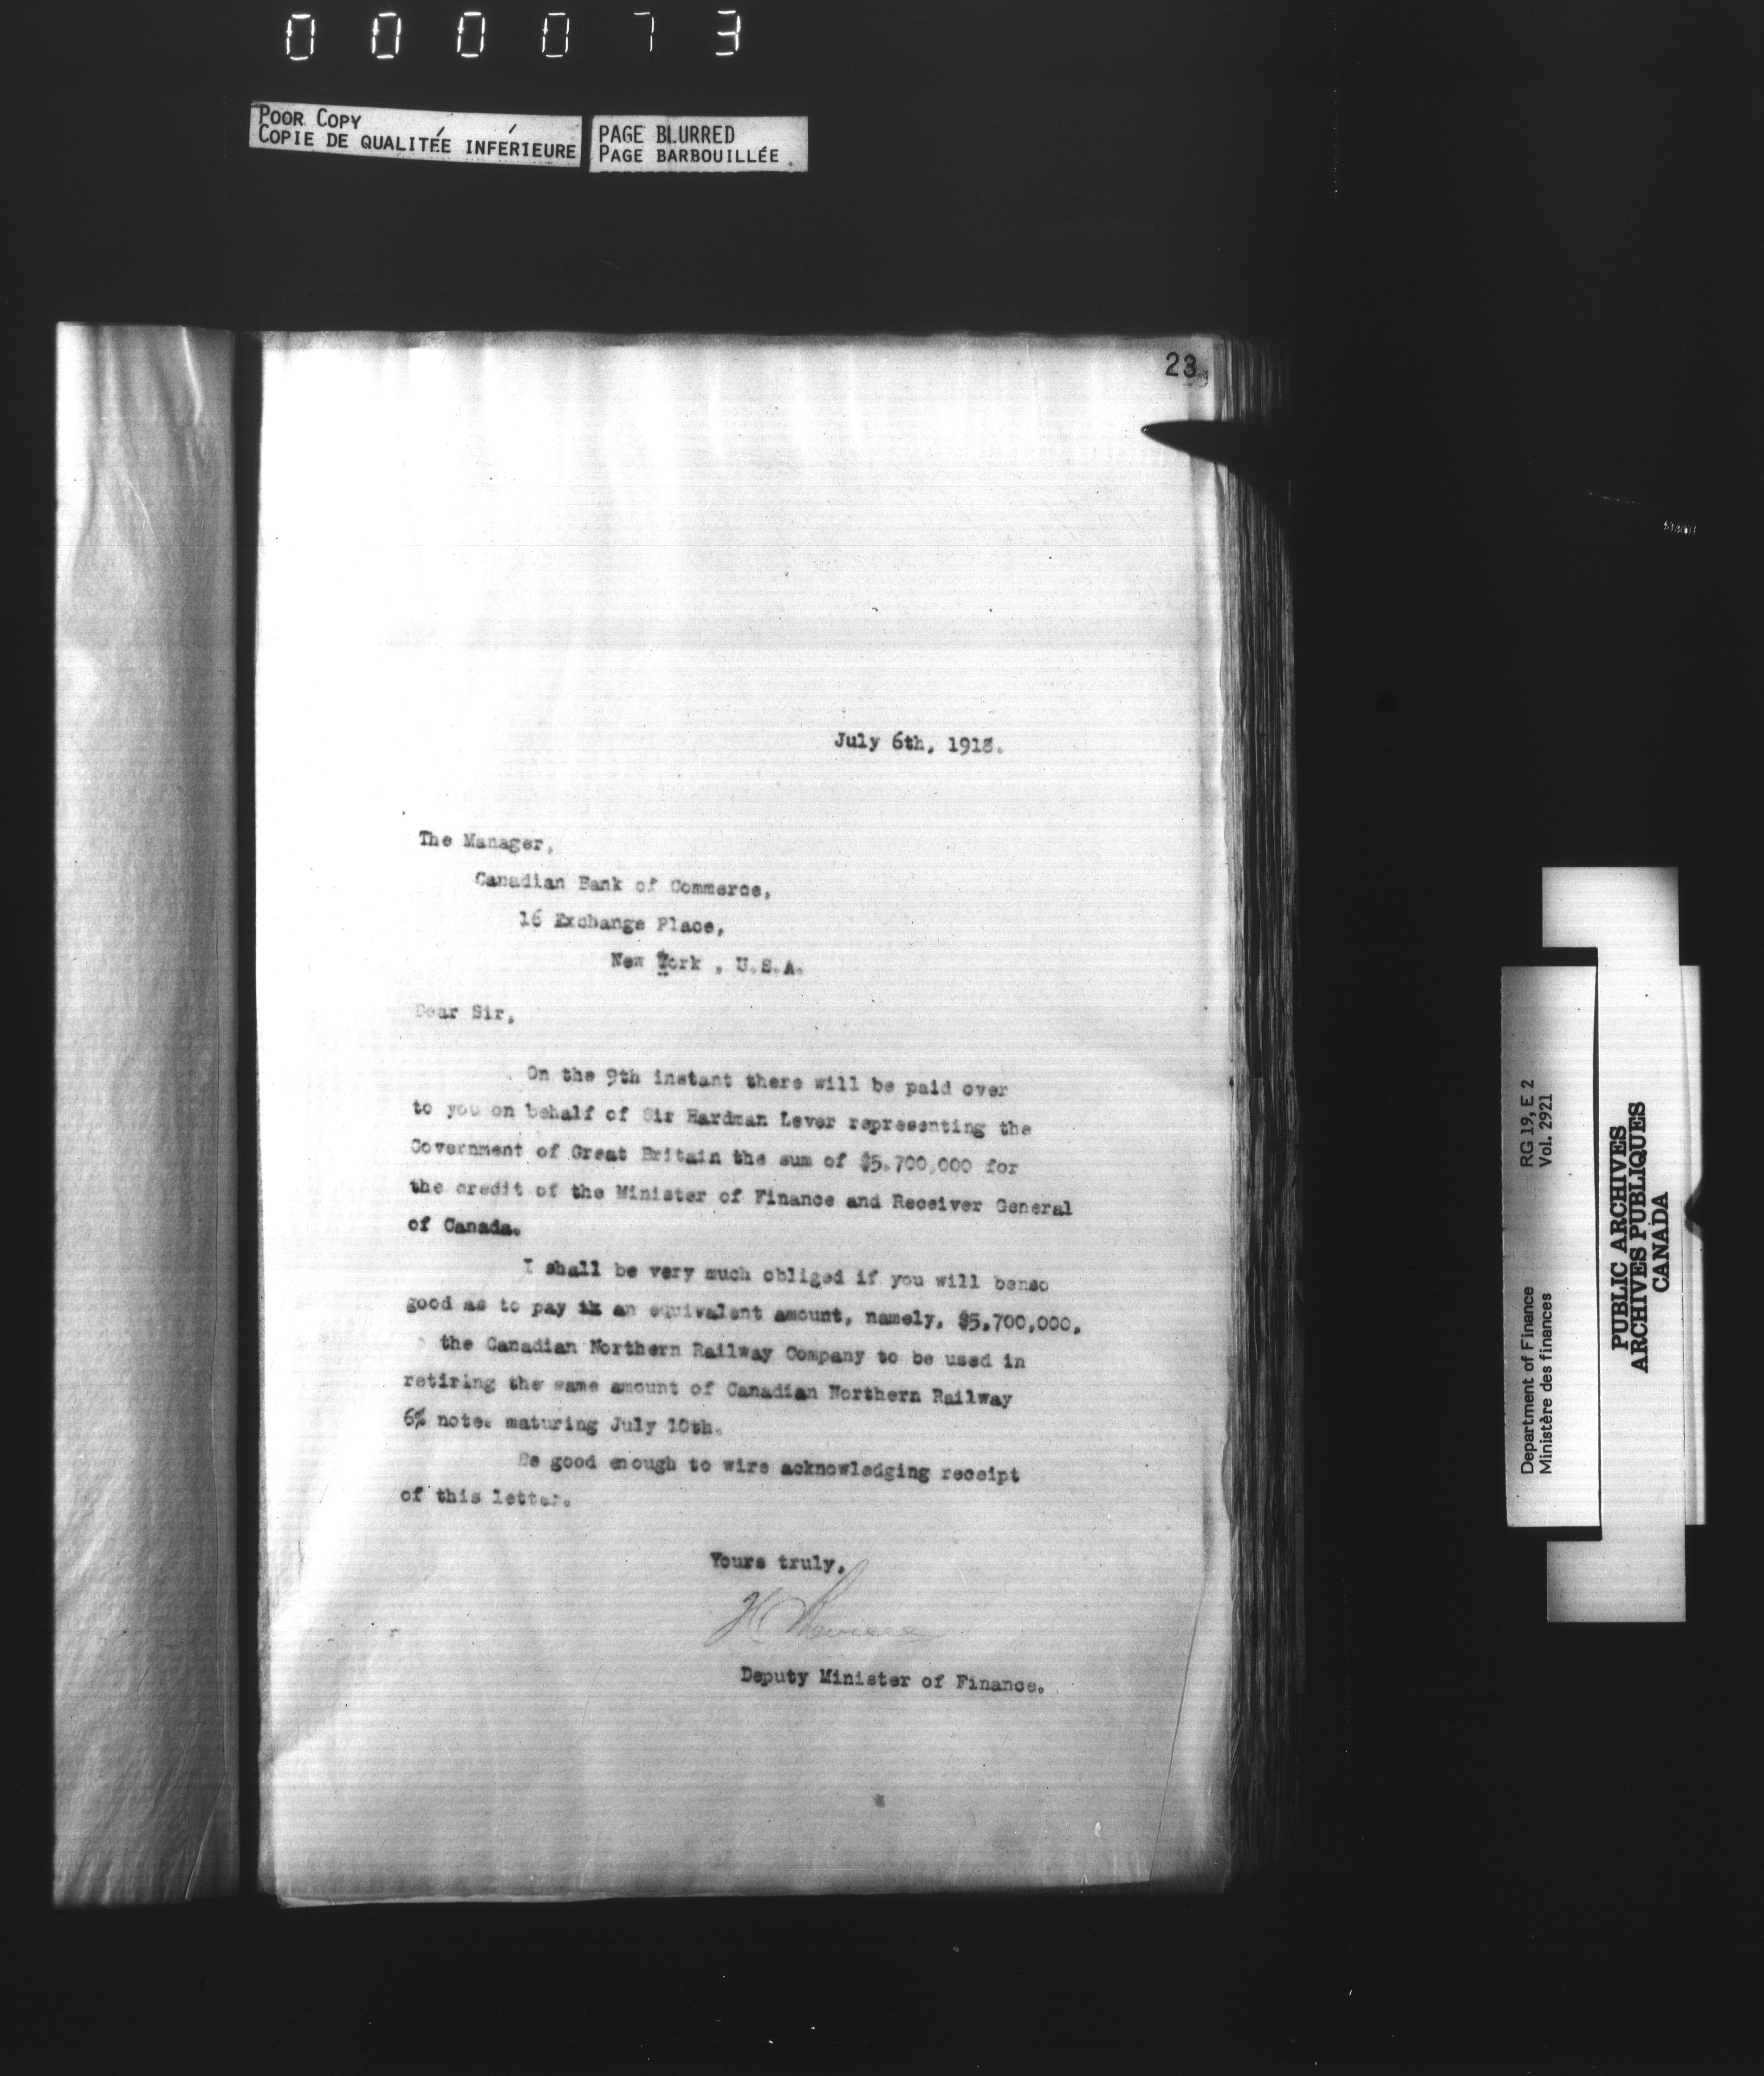 000073
POOR COPY
COPIE DE QUALITÉE INFÉRIEURE
PAGE BLURRED
PAGE BARBOUILLÉE
23
July 6th, 1918.
The Manager,
Canadian Bank of Commerce,
16 Exchange Place,
New York , U.S.A.
Dear Sir,
On the 9th instant there will be paid over
to you on behalf of Sir Hardman Lever representing the
Government of Great Britain the sum of $5,700,000 for
the credit of the Minister of Finance and Receiver General
of Canada.
I shall be very much obliged if you will benso
good as to pay an equivalent amount, namely, $5,700,000,
the Canadian Northern Railway Company to be used in
retiring the same amount of Canadian Northern Railway
6% notes maturing July 10th.
Be good enough to wire acknowledging receipt
of this letter.
Yours truly,
Deputy Minister of Finance.
Department of Finance RG 19, E 2
Ministère des finances Vol. 2921
PUBLIC ARCHIVES
ARCHIVES PUBLIQUES
CANADA